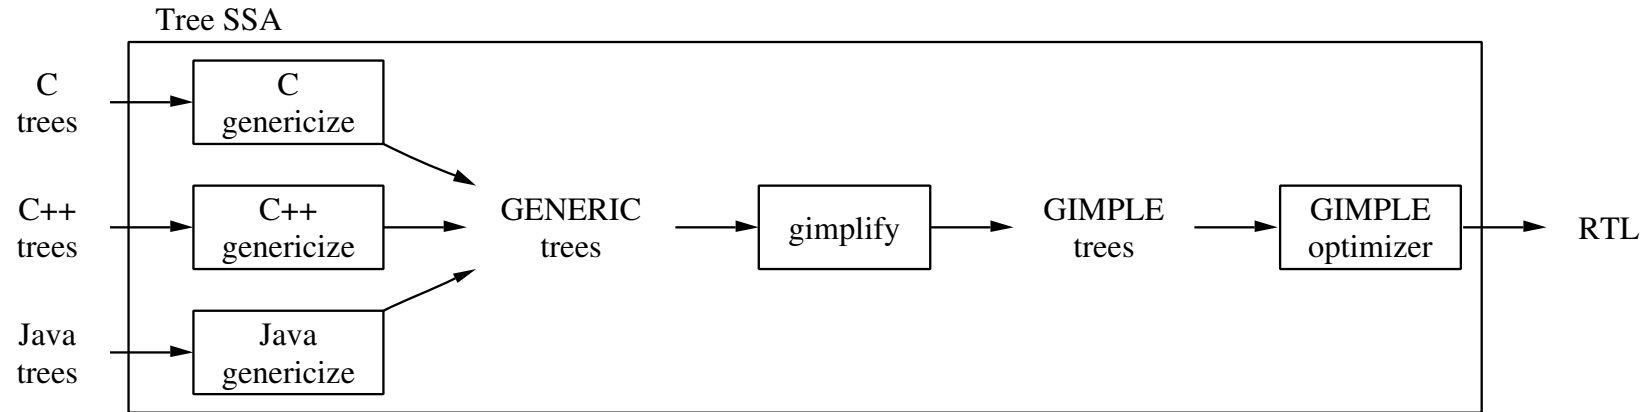 Tree SSA
C
trees
C
genericize
C++
trees
C++
genericize
GENERIC
trees
gimplify
GIMPLE
trees
GIMPLE
optimizer
RTL
Java
trees
Java
genericize